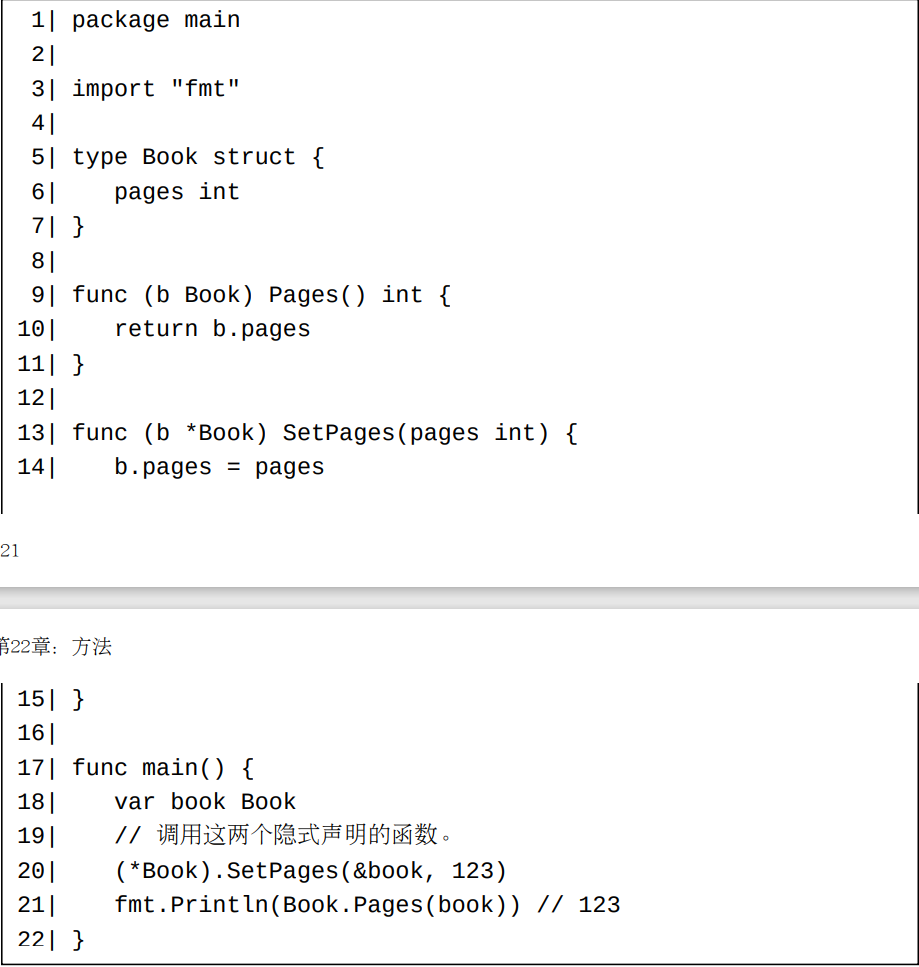 1| package main
2|
3| import "fmt"
4|
5| type Book struct {
6|    pages int
7| }
8|
9| func (b Book) Pages() int {
10|    return b.pages
11| }
12|
13| func (b *Book) SetPages(pages int) {
14|    b.pages = pages
21
第22章：方法
15| }
16|
17| func main() {
18|    var book Book
19|    // 调用这两个隐式声明的函数。
20|    (*Book).SetPages(&book, 123)
21|    fmt.Println(Book.Pages(book)) // 123
22| }